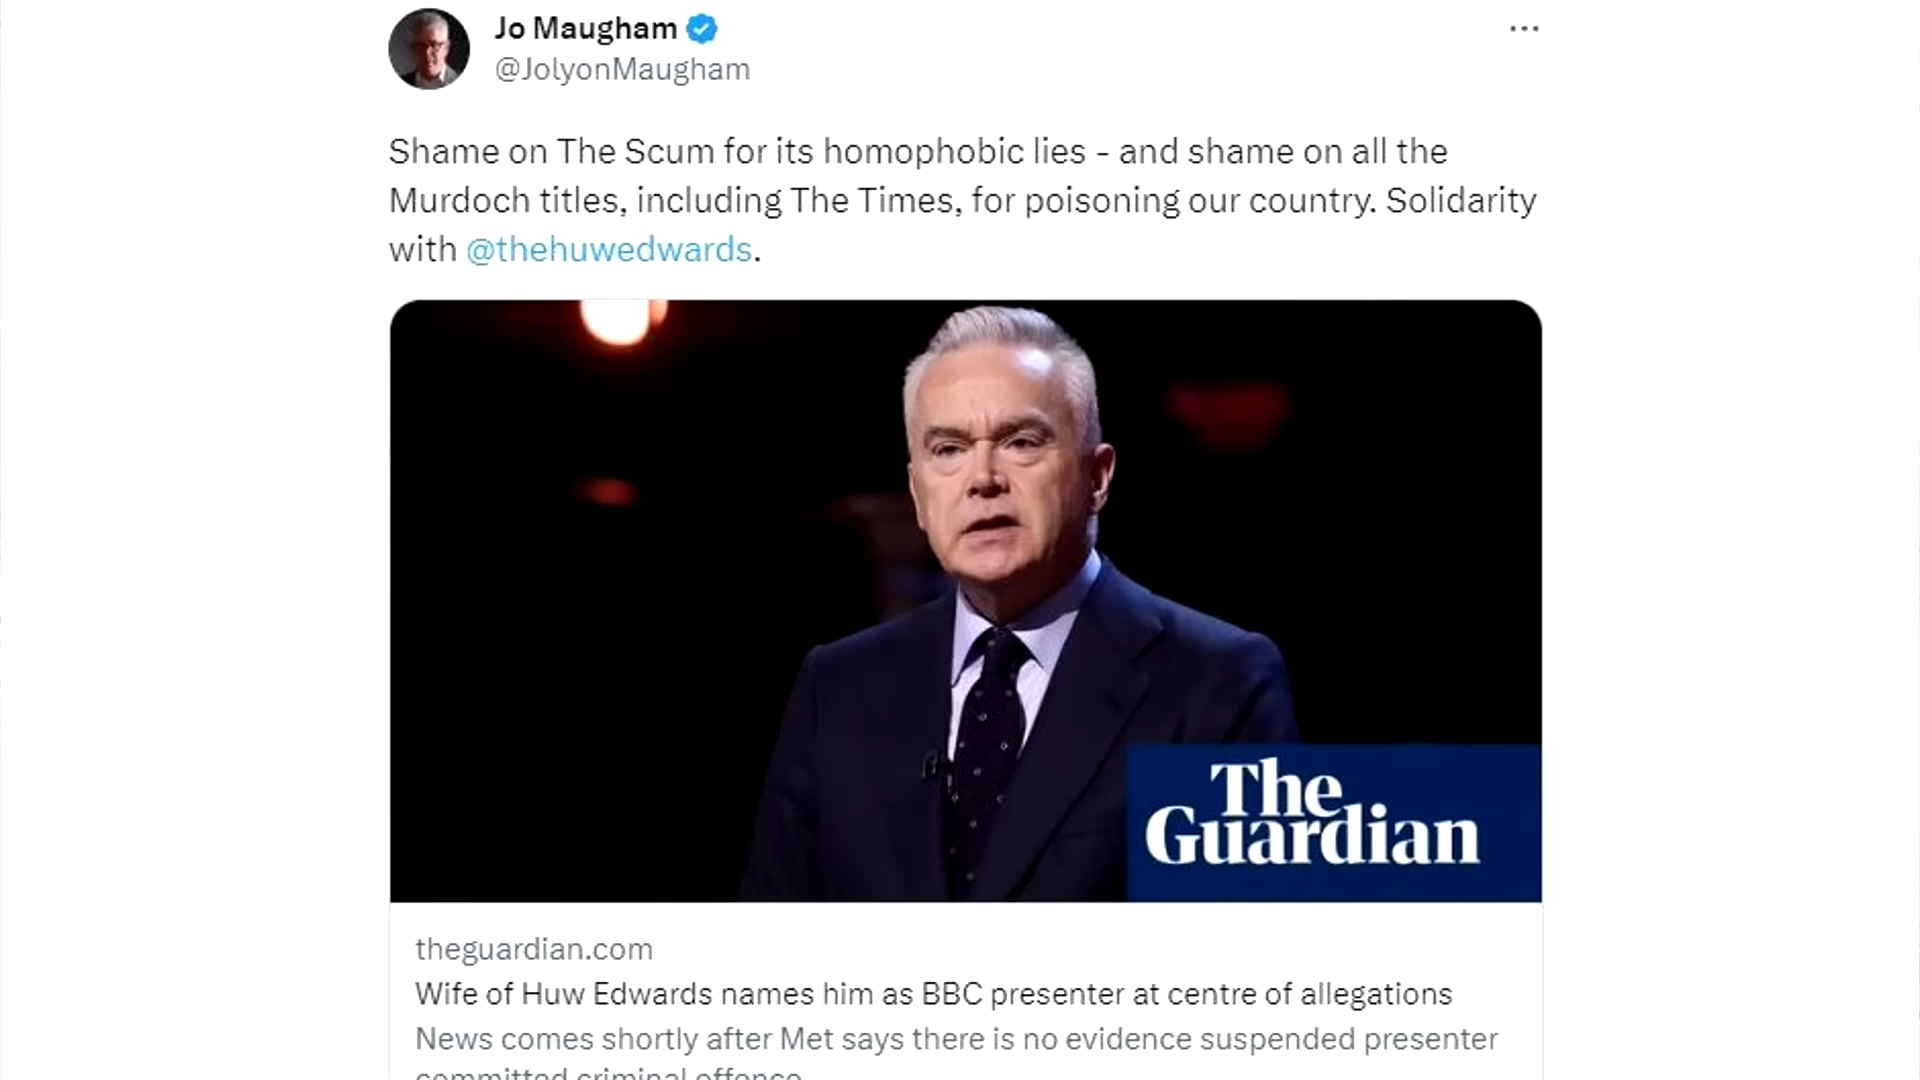 Jo Maugham
@JolyonMaugham
Shame on The Scum for its homophobic lies - and shame on all the
Murdoch titles, including The Times, for poisoning our country. Solidarity
with @thehuwedwards.
The
Guardian
theguardian.com
Wife of Huw Edwards names him as BBC presenter at centre of allegations
News comes shortly after Met says there is no evidence suspended presenter
committed criminal offence